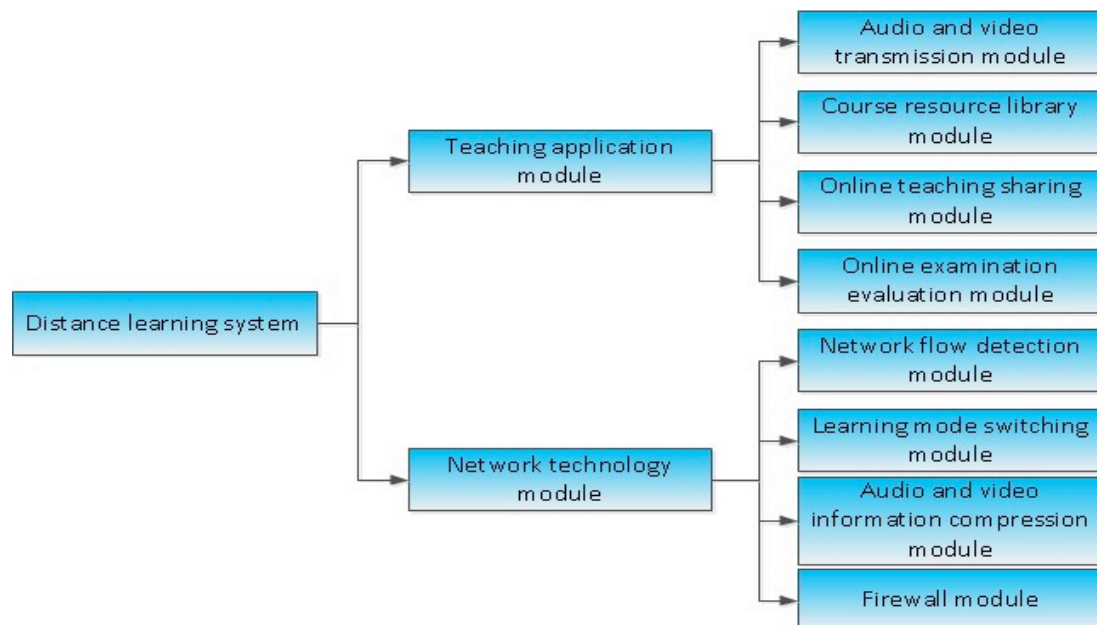 Audio and video
transmission module
Course resource library
module
Teaching application
module
Online teaching sharing
module
Online examination
evaluation module
Distance learning system
Network flow detection
module
Learning mode switching
module
Network technology
module
Audio and video
information compression
module
Firewall module